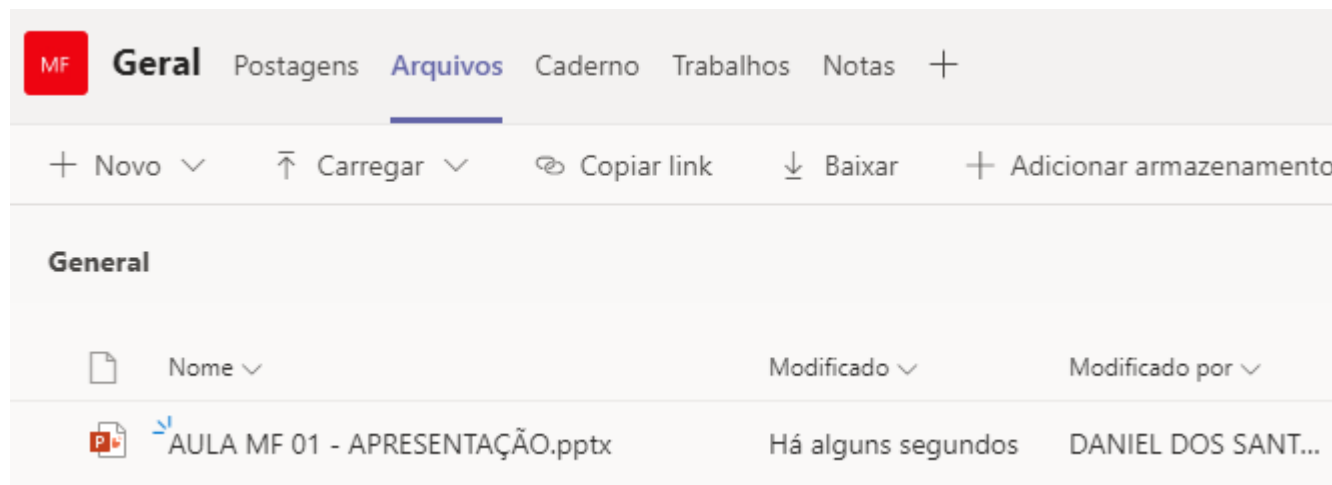 MF Geral Postagens Arquivos Caderno Trabalhos Notas +
+ Novo Carregar Copiar link Baixar + Adicionar armazenamento
General
Nome Modificado Modificado por
AULA MF 01 - APRESENTAÇÃO.pptx Há alguns segundos DANIEL DOS SANT...